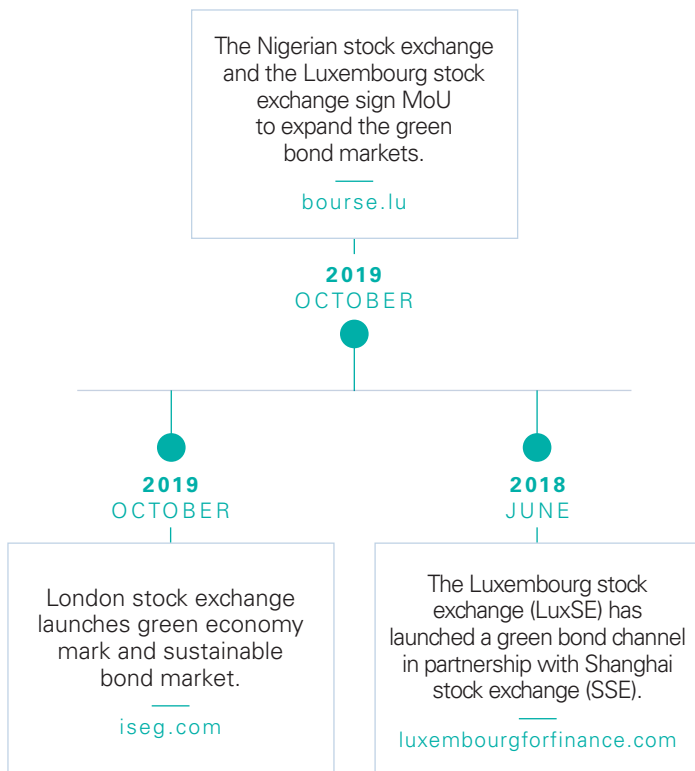 The Nigerian stock exchange
and the Luxembourg stock
exchange sign MoU
to expand the green
bond markets.
bourse.lu
2019
OCTOBER
2019
OCTOBER
London stock exchange
launches green economy
mark and sustainable
bond market.
iseg.com
2018
JUNE
The Luxembourg stock
exchange (LuxSE) has
launched a green bond channel
in partnership with Shanghai
stock exchange (SSE).
luxembourgforfinance.com